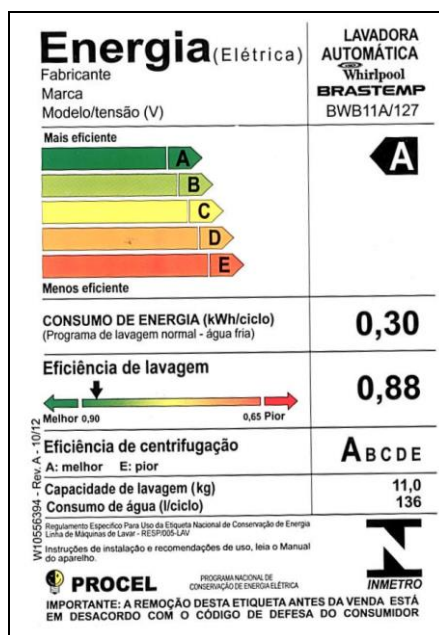 Energia (Elétrica)
Fabricante
Marca
Modelo/tensão (V)
LAVADORA
AUTOMÁTICA
Whirlpool
BRASTEMP
BWB11A/127
Mais eficiente
A
B
C
D
E
Menos eficiente
A
CONSUMO DE ENERGIA (kWh/ciclo)
(Programa de lavagem normal - água fria)
0,30
Eficiência de lavagem
Melhor 0,90
0,65 Pior
0,88
Eficiência de centrifugação
A: melhor E: pior
A B C D E
Capacidade de lavagem (kg) 11,0
Consumo de água (l/ciclo) 136
Regulamento Especifico Para Uso da Etiqueta Nacional de Conservação de Energia
Linha de Máquinas de Lavar - RESP/005-LAV
Instruções de instalação e recomendações de uso, leia o Manual
do aparelho.
PROCEL
PROGRAMA NACIONAL DE
CONSERVAÇÃO DE ENERGIA ELÉTRICA
INMETRO
IMPORTANTE: A REMOÇÃO DESTA ETIQUETA ANTES DA VENDA ESTÁ
EM DESACORDO COM O CÓDIGO DE DEFESA DO CONSUMIDOR
W10556394 - Rev. A - 10/12